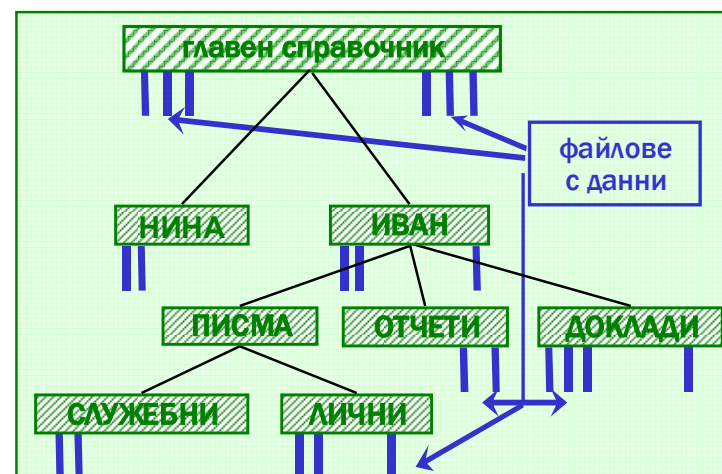 главен справочник
файлове
с данни
НИНА
ИВАН
ПИСМА
ОТЧЕТИ
ДОКЛАДИ
СЛУЖЕБНИ
ЛИЧНИ